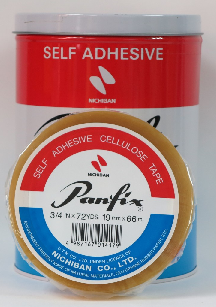 SELF ADHESIVE
NICHIBAN
SELF ADHESIVE CELLULOSE TAPE
NICHIBAN
Panfix
3/4 IN X 72YDS 19mm X 66m
NICHIBAN CO., LTD.